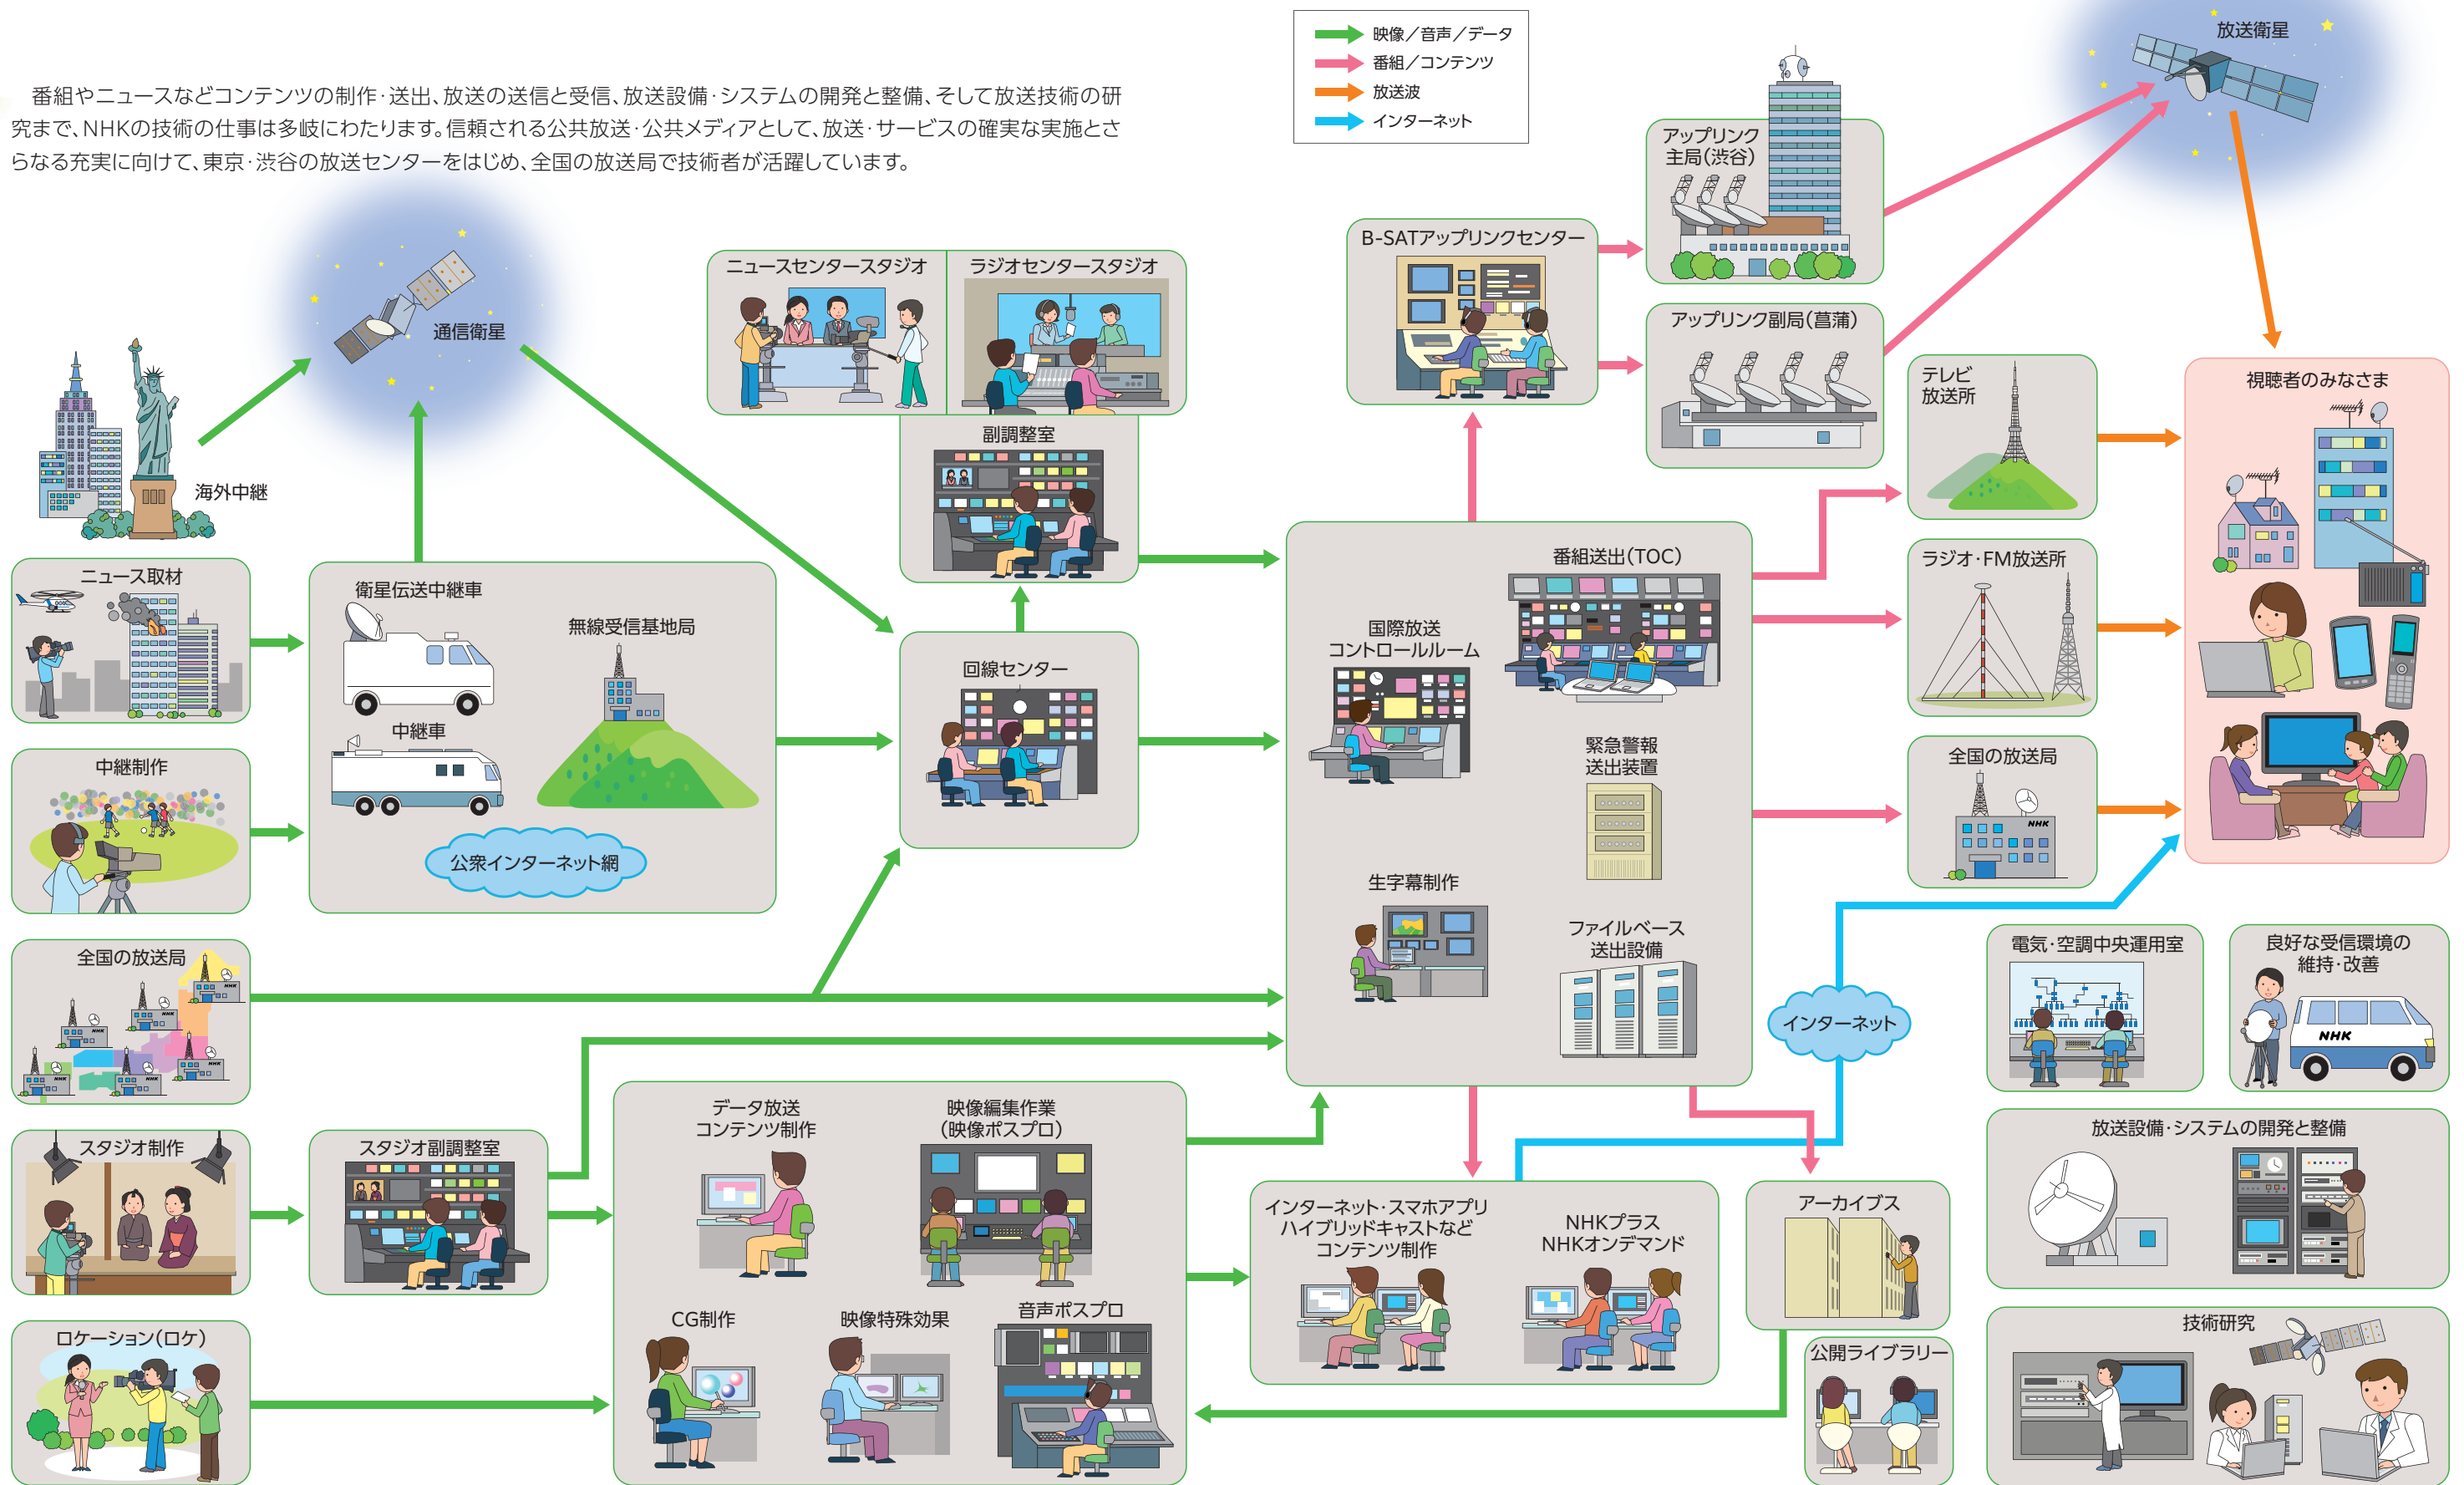 番組やニュースなどコンテンツの制作・送出、放送の送信と受信、放送設備・システムの開発と整備、そして放送技術の研
究まで、NHKの技術の仕事は多岐にわたります。信頼される公共放送・公共メディアとして、放送・サービスの確実な実施とさ
らなる充実に向けて、東京・渋谷の放送センターをはじめ、全国の放送局で技術者が活躍しています。
映像／音声／データ
番組／コンテンツ
放送波
インターネット
放送衛星
アップリンク
主局（渋谷）
B-SATアップリンクセンター
アップリンク副局（菖蒲）
通信衛星
海外中継
ニュースセンタースタジオ
ラジオセンタースタジオ
副調整室
テレビ
放送所
視聴者のみなさま
ニュース取材
衛星伝送中継車
無線受信基地局
中継車
公衆インターネット網
回線センター
番組送出（TOC）
国際放送
コントロールルーム
緊急警報
送出装置
生字幕制作
ファイルベース
送出設備
ラジオ・FM放送所
全国の放送局
NHK
中継制作
全国の放送局
NHK
NHK
NHK
NHK
NHK
NHK
インターネット
電気・空調中央運用室
良好な受信環境の
維持・改善
NHK
スタジオ制作
スタジオ副調整室
データ放送
コンテンツ制作
映像編集作業
（映像ポスプロ）
CG制作
映像特殊効果
音声ポスプロ
インターネット・スマホアプリ
ハイブリッドキャストなど
コンテンツ制作
NHKプラス
NHKオンデマンド
アーカイブス
公開ライブラリー
放送設備・システムの開発と整備
技術研究
ロケーション（ロケ）